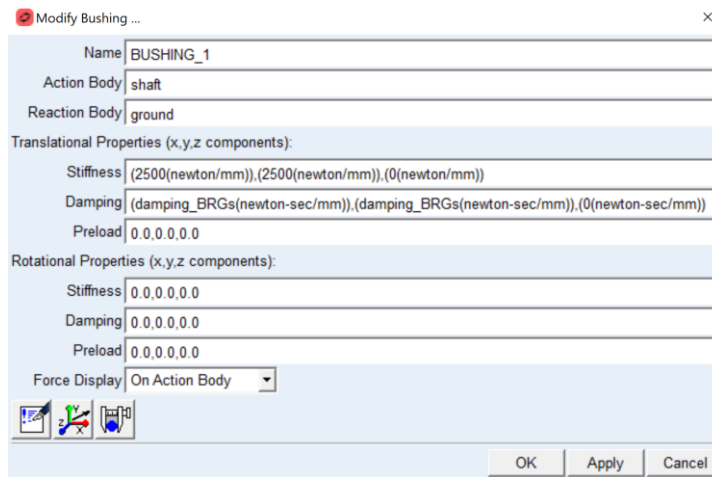 Modify Bushing ...
Name BUSHING_1
Action Body shaft
Reaction Body ground
Translational Properties (x,y,z components):
Stiffness (2500(newton/mm)),(2500(newton/mm)),(0(newton/mm))
Damping (damping_BRGs(newton-sec/mm)),(damping_BRGs(newton-sec/mm)),(0(newton-sec/mm))
Preload 0.0,0.0,0.0
Rotational Properties (x,y,z components):
Stiffness 0.0,0.0,0.0
Damping 0.0,0.0,0.0
Preload 0.0,0.0,0.0
Force Display On Action Body
Z Y X
OK Apply Cancel